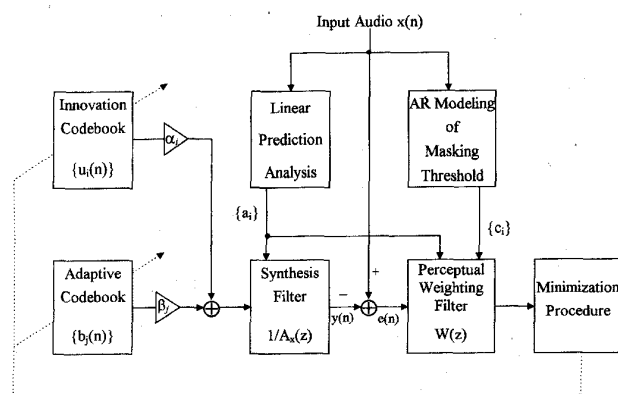 Input Audio x(n)
Innovation
Codebook
{uᵢ(n)}
αᵢ
Linear
Prediction
Analysis
AR Modeling
of
Masking
Threshold
{aᵢ}
{cᵢ}
Adaptive
Codebook
{bⱼ(n)}
βⱼ
Synthesis
Filter
1/Aₓ(z)
−
y(n)
+
e(n)
Perceptual
Weighting
Filter
W(z)
Minimization
Procedure